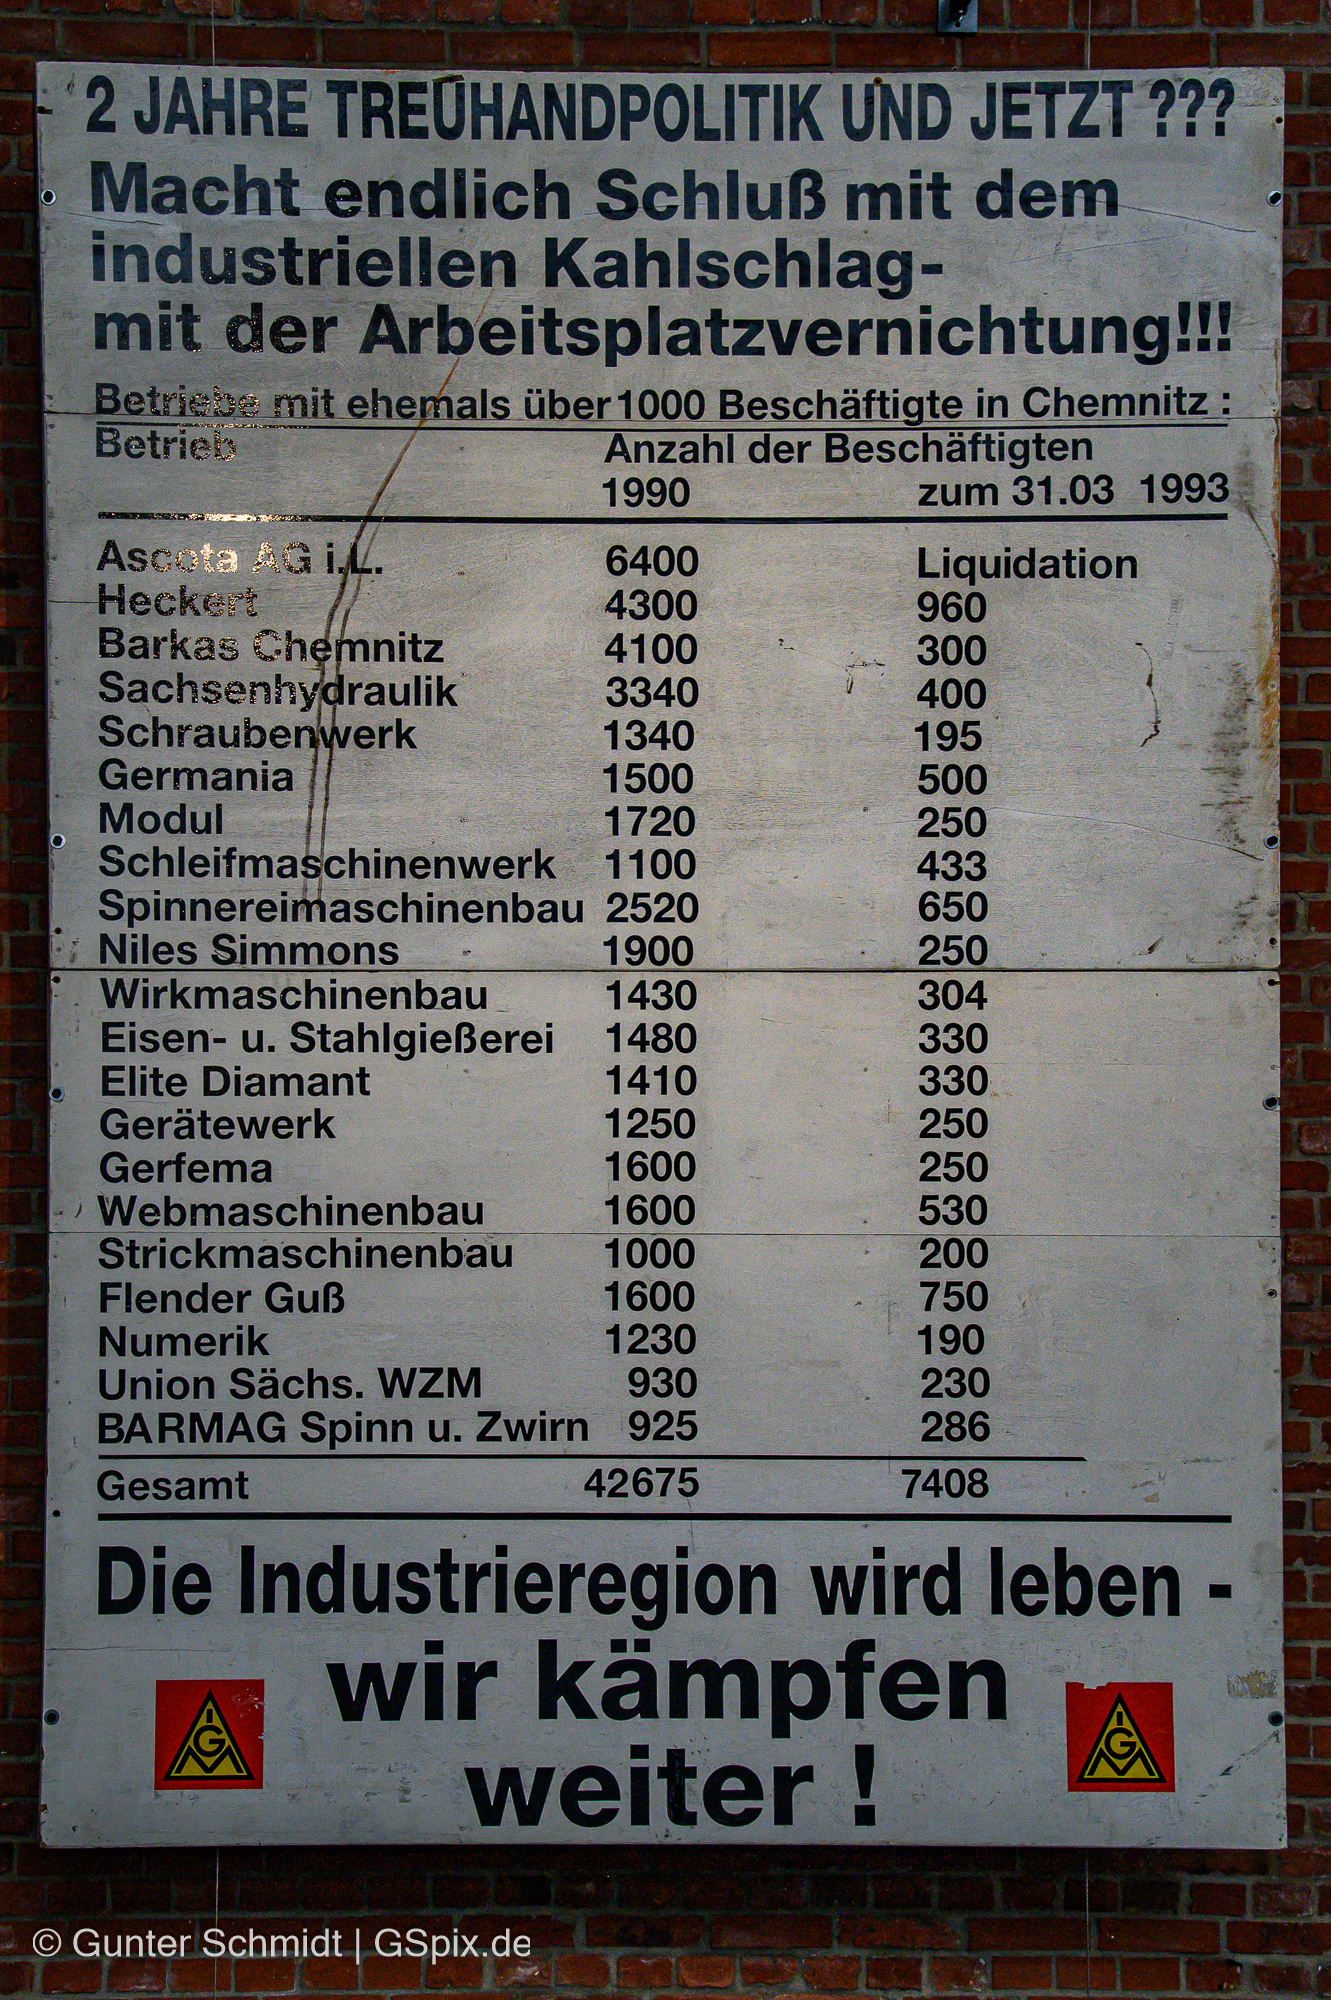 2 JAHRE TREUHANDPOLITIK UND JETZT ???
Macht endlich Schluß mit dem
industriellen Kahlschlag-
mit der Arbeitsplatzvernichtung!!!
Betriebe mit ehemals über 1000 Beschäftigte in Chemnitz :
Betrieb Anzahl der Beschäftigten
1990 zum 31.03 1993
Ascota AG i.L. 6400 Liquidation
Heckert 4300 960
Barkas Chemnitz 4100 300
Sachsenhydraulik 3340 400
Schraubenwerk 1340 195
Germania 1500 500
Modul 1720 250
Schleifmaschinenwerk 1100 433
Spinnereimaschinenbau 2520 650
Niles Simmons 1900 250
Wirkmaschinenbau 1430 304
Eisen- u. Stahlgießerei 1480 330
Elite Diamant 1410 330
Gerätewerk 1250 250
Gerfema 1600 250
Webmaschinenbau 1600 530
Strickmaschinenbau 1000 200
Flender Guß 1600 750
Numerik 1230 190
Union Sächs. WZM 930 230
BARMAG Spinn u. Zwirn 925 286
Gesamt 42675 7408
Die Industrieregion wird leben -
wir kämpfen
weiter !
IGM
IGM
© Gunter Schmidt | GSpix.de